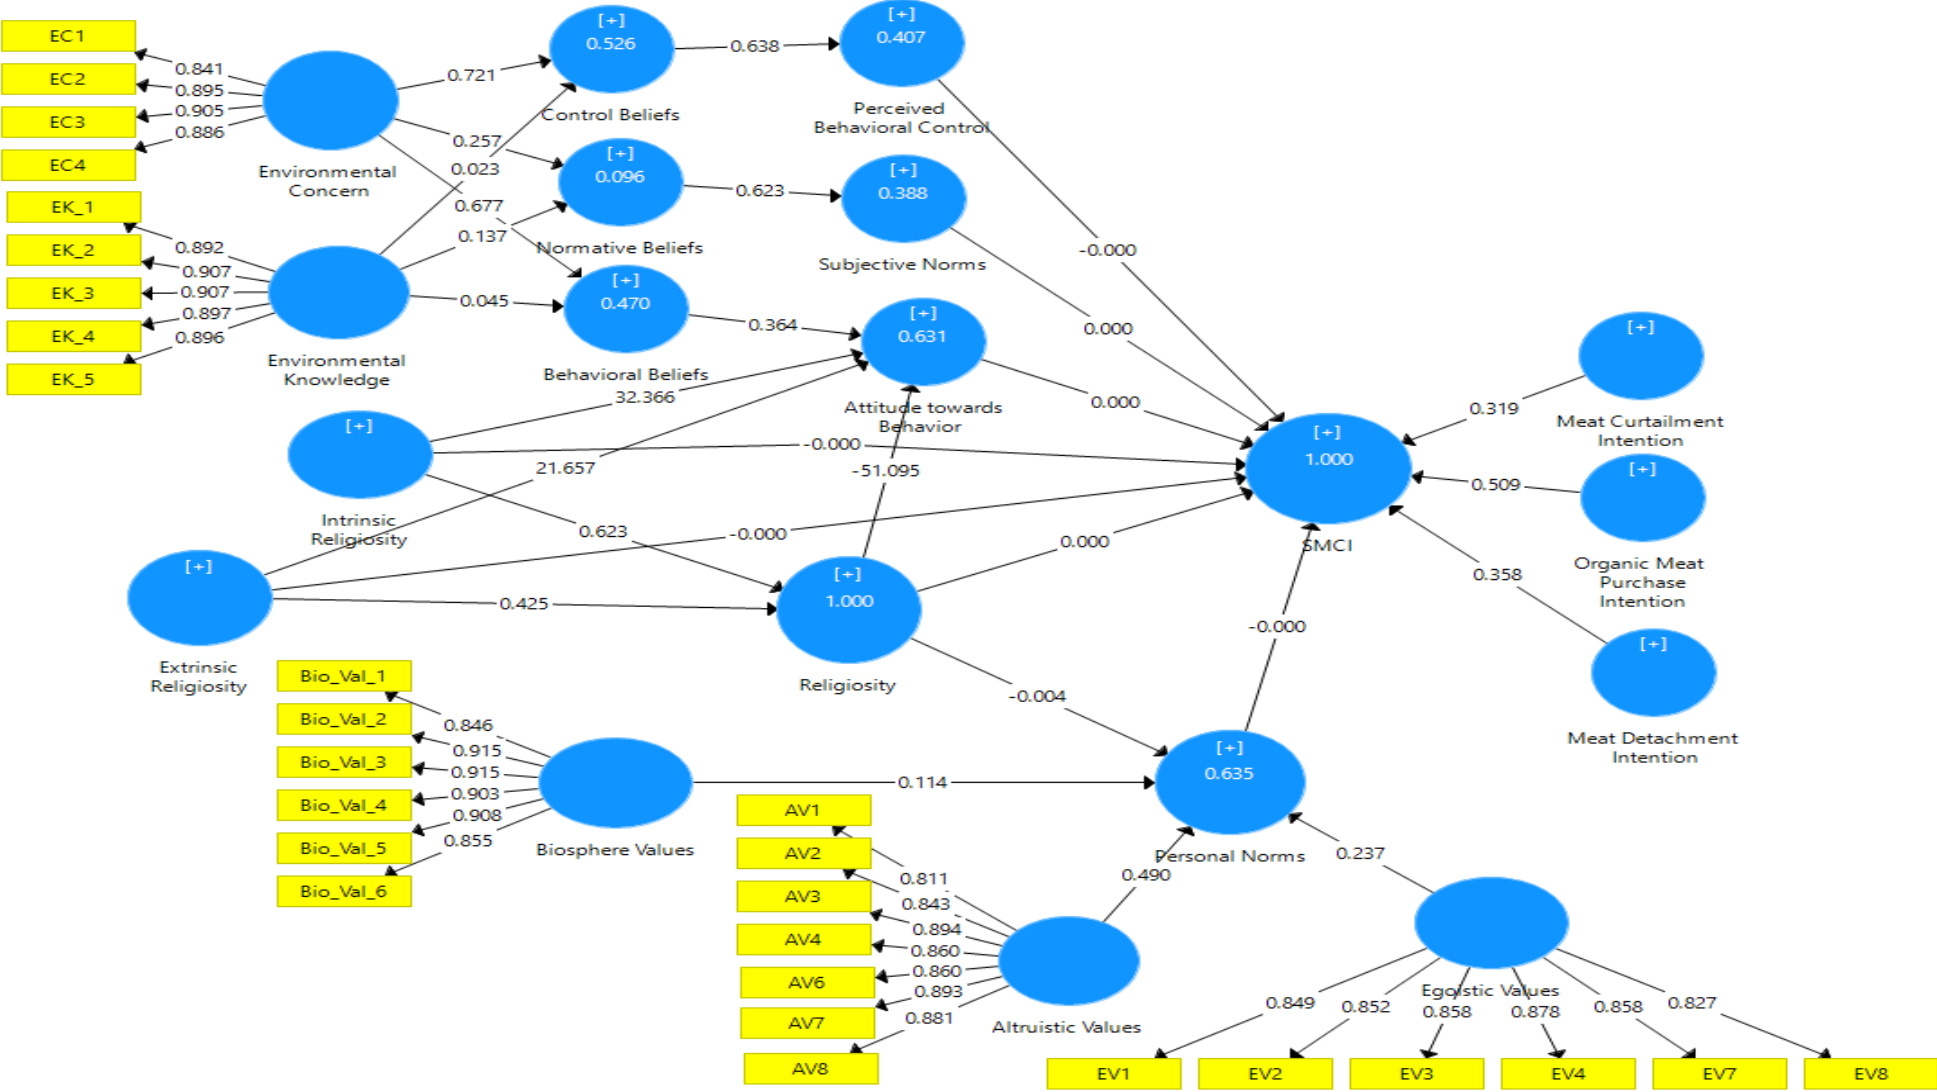 EC1
EC2
EC3
EC4
0.841
0.895
0.905
0.886
Environmental
Concern
EK_1
EK_2
EK_3
EK_4
EK_5
0.892
0.907
0.907
0.897
0.896
Environmental
Knowledge
0.721
0.257
0.023
0.677
0.137
0.045
[+]
0.526
Control Beliefs
[+]
0.096
Normative Beliefs
[+]
0.470
Behavioral Beliefs
0.638
0.623
0.364
[+]
0.407
Perceived
Behavioral Control
[+]
0.388
Subjective Norms
[+]
0.631
Attitude towards
Behavior
-0.000
0.000
0.000
32.366
-0.000
21.657
-51.095
0.623
-0.000
0.425
0.000
[+]
Intrinsic
Religiosity
[+]
Extrinsic
Religiosity
[+]
1.000
Religiosity
-0.004
-0.000
[+]
1.000
SMCI
0.319
0.509
0.358
[+]
Meat Curtailment
Intention
[+]
Organic Meat
Purchase
Intention
[+]
Meat Detachment
Intention
Bio_Val_1
Bio_Val_2
Bio_Val_3
Bio_Val_4
Bio_Val_5
Bio_Val_6
0.846
0.915
0.915
0.903
0.908
0.855
Biosphere Values
0.114
[+]
0.635
Personal Norms
0.490
0.237
AV1
AV2
AV3
AV4
AV6
AV7
AV8
0.811
0.843
0.894
0.860
0.860
0.893
0.881
Altruistic Values
Egoistic Values
0.849
0.852
0.858
0.878
0.858
0.827
EV1
EV2
EV3
EV4
EV7
EV8